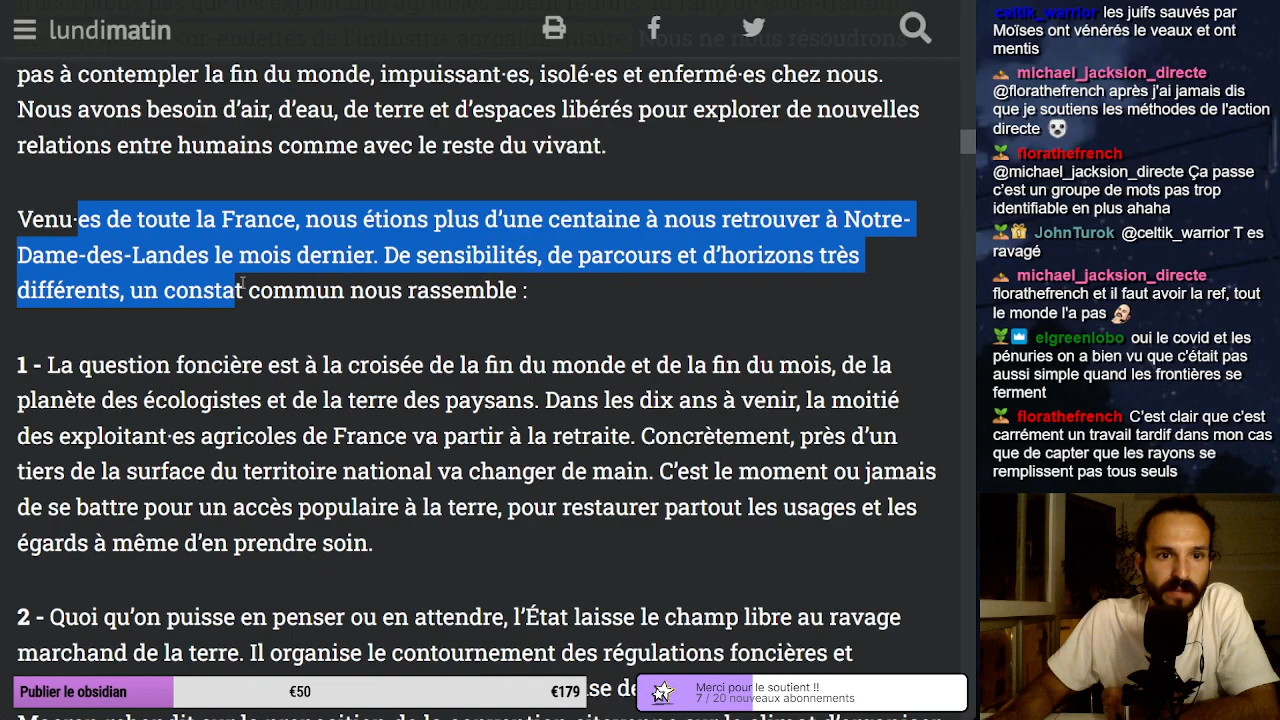 lundimatin
Nous ne nous résoudrons
pas à contempler la fin du monde, impuissant·es, isolé·es et enfermé·es chez nous.
Nous avons besoin d'air, d'eau, de terre et d'espaces libérés pour explorer de nouvelles
relations entre humains comme avec le reste du vivant.
Venu·es de toute la France, nous étions plus d'une centaine à nous retrouver à Notre-
Dame-des-Landes le mois dernier. De sensibilités, de parcours et d'horizons très
différents, un constat commun nous rassemble :
1 - La question foncière est à la croisée de la fin du monde et de la fin du mois, de la
planète des écologistes et de la terre des paysans. Dans les dix ans à venir, la moitié
des exploitant·es agricoles de France va partir à la retraite. Concrètement, près d'un
tiers de la surface du territoire national va changer de main. C'est le moment ou jamais
de se battre pour un accès populaire à la terre, pour restaurer partout les usages et les
égards à même d'en prendre soin.
2 - Quoi qu'on puisse en penser ou en attendre, l'État laisse le champ libre au ravage
marchand de la terre. Il organise le contournement des régulations foncières et
Publier le obsidian
€50
€179
Merci pour le soutient !!
7 / 20 nouveaux abonnements
celtik_warrior les juifs sauvés par
Moïses ont vénérés le veaux et ont
mentis
michael_jacksion_directe
@florathefrench après j'ai jamais dis
que je soutiens les méthodes de l'action
directe
florathefrench
@michael_jacksion_directe Ça passe
c'est un groupe de mots pas trop
identifiable en plus ahaha
JohnTurok @celtik_warrior T es
ravagé
michael_jacksion_directe
florathefrench et il faut avoir la ref, tout
le monde l'a pas
elgreenlobo oui le covid et les
pénuries on a bien vu que c'était pas
aussi simple quand les frontières se
ferment
florathefrench C'est clair que c'est
carrément un travail tardif dans mon cas
que de capter que les rayons se
remplissent pas tous seuls